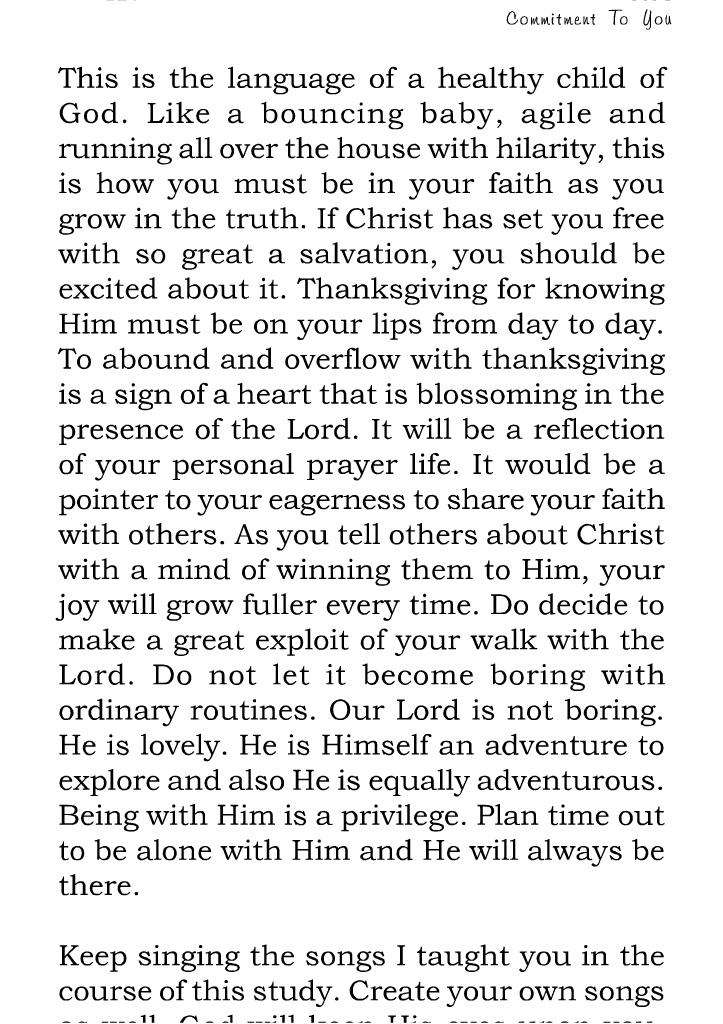 Commitment To You
This is the language of a healthy child of
God. Like a bouncing baby, agile and
running all over the house with hilarity, this
is how you must be in your faith as you
grow in the truth. If Christ has set you free
with so great a salvation, you should be
excited about it. Thanksgiving for knowing
Him must be on your lips from day to day.
To abound and overflow with thanksgiving
is a sign of a heart that is blossoming in the
presence of the Lord. It will be a reflection
of your personal prayer life. It would be a
pointer to your eagerness to share your faith
with others. As you tell others about Christ
with a mind of winning them to Him, your
joy will grow fuller every time. Do decide to
make a great exploit of your walk with the
Lord. Do not let it become boring with
ordinary routines. Our Lord is not boring.
He is lovely. He is Himself an adventure to
explore and also He is equally adventurous.
Being with Him is a privilege. Plan time out
to be alone with Him and He will always be
there.
Keep singing the songs I taught you in the
course of this study. Create your own songs
as well. God will keep His eyes upon you